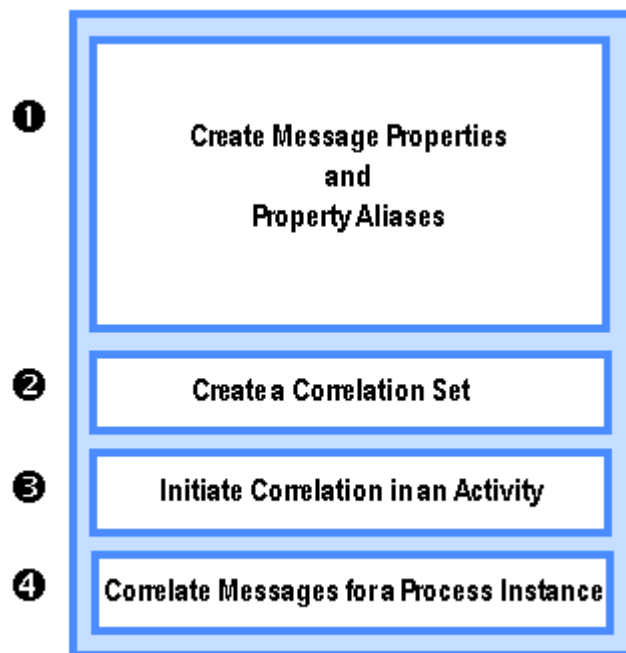 ❶
Create Message Properties
and
Property Aliases
❷ Create a Correlation Set
❸ Initiate Correlation in an Activity
❹ Correlate Messages for a Process Instance